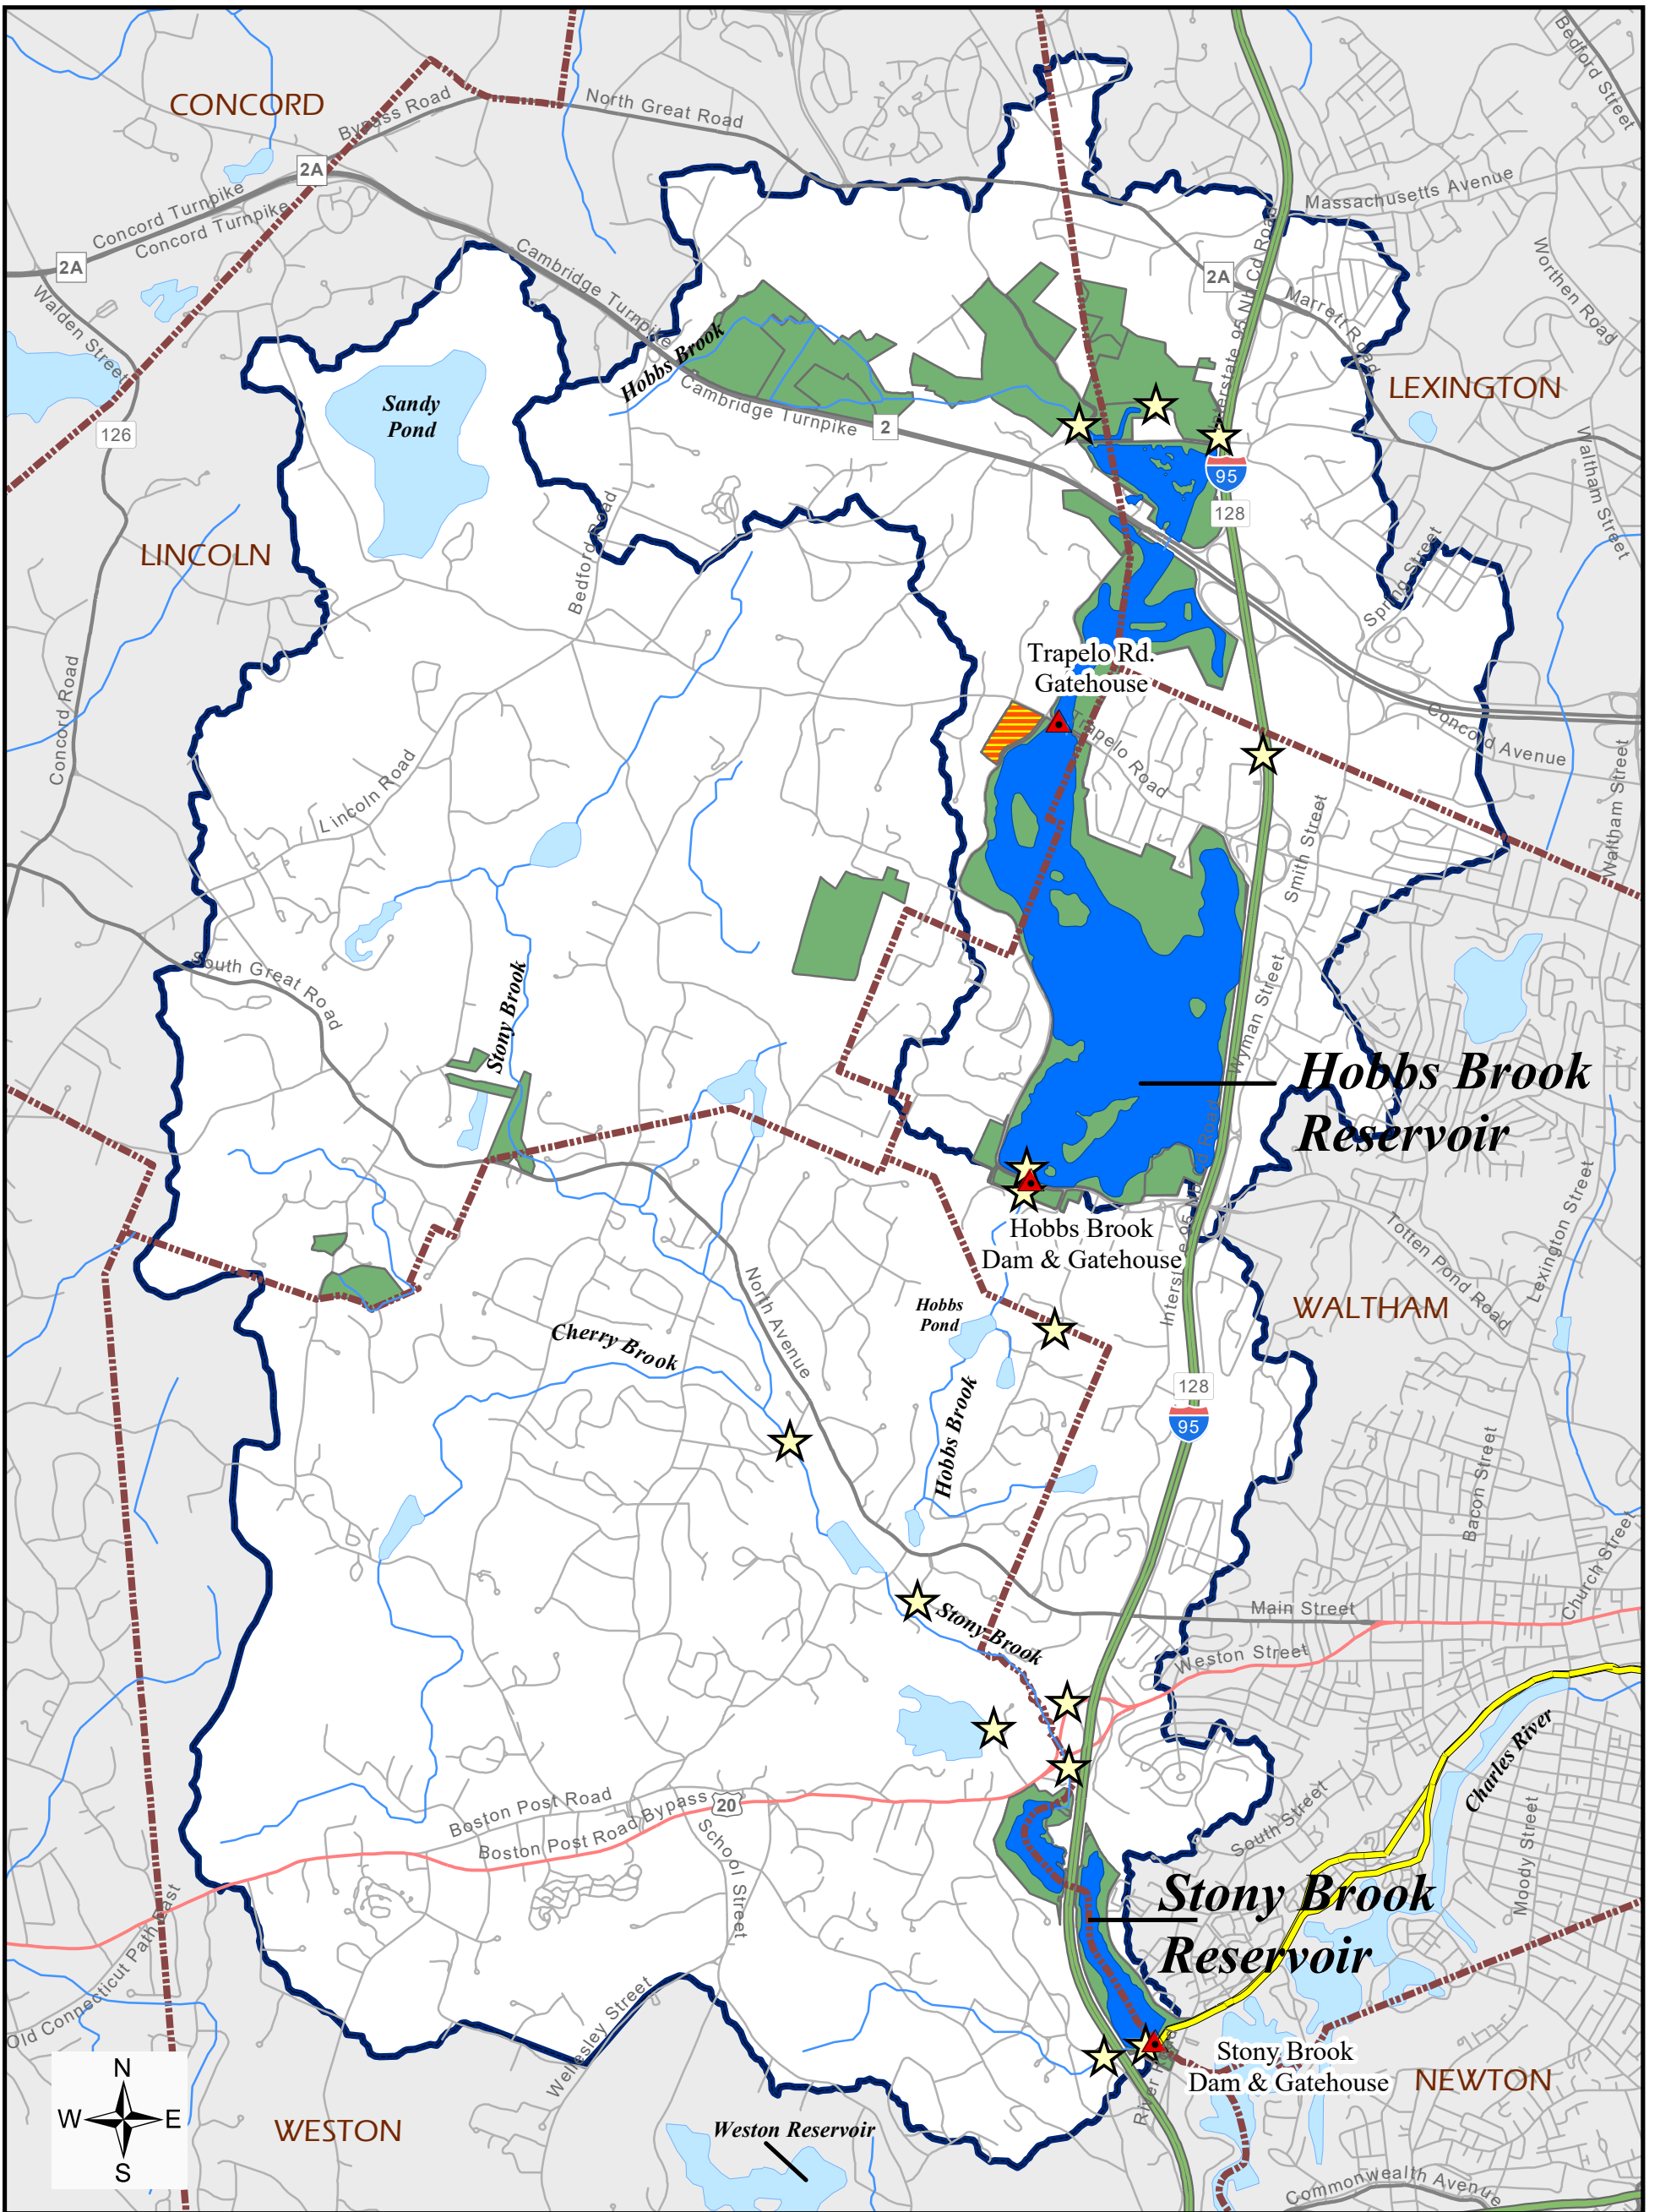 Bedford Street
CONCORD
Bypass Road
North Great Road
2A
Concord Turnpike
Concord Turnpike
Massachusetts Avenue
2A
Walden Street
Cambridge Turnpike
2A
Interstate 95 Nb Cd Road
Marrett Road
Worthen Road
Hobbs Brook
Cambridge Turnpike
2
LEXINGTON
Sandy
Pond
126
95
128
Waltham Street
LINCOLN
Bedford Road
Spring Street
Trapelo Rd.
Gatehouse
Concord Road
Trapelo Road
Concord Avenue
Waltham Street
Lincoln Road
Smith Street
South Great Road
Stony Brook
Wyman Street
Hobbs Brook
Reservoir
Hobbs Brook
Dam & Gatehouse
Totten Pond Road
Lexington Street
North Avenue
Hobbs
Pond
WALTHAM
Cherry Brook
128
95
Hobbs Brook
Bacon Street
Church Street
Stony Brook
Main Street
Weston Street
Charles River
Boston Post Road
Boston Post Road Bypass
20
School Street
South Street
Moody Street
Stony Brook
Reservoir
Old Connecticut Path East
Wellesley Street
Stony Brook
Dam & Gatehouse
NEWTON
N
W
E
S
WESTON
Weston Reservoir
Commonwealth Avenue